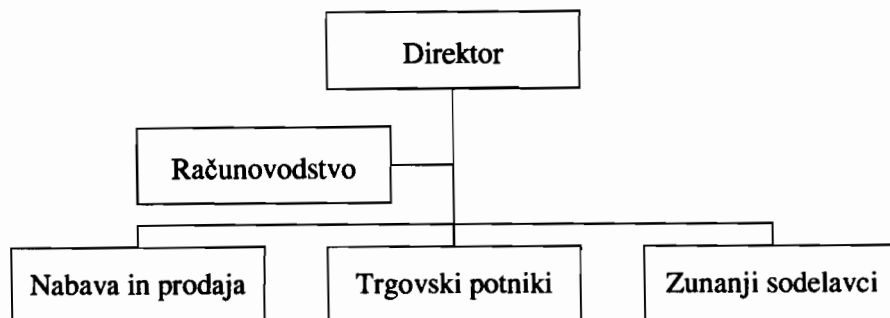 Direktor
Računovodstvo
Nabava in prodaja
Trgovski potniki
Zunanji sodelavci